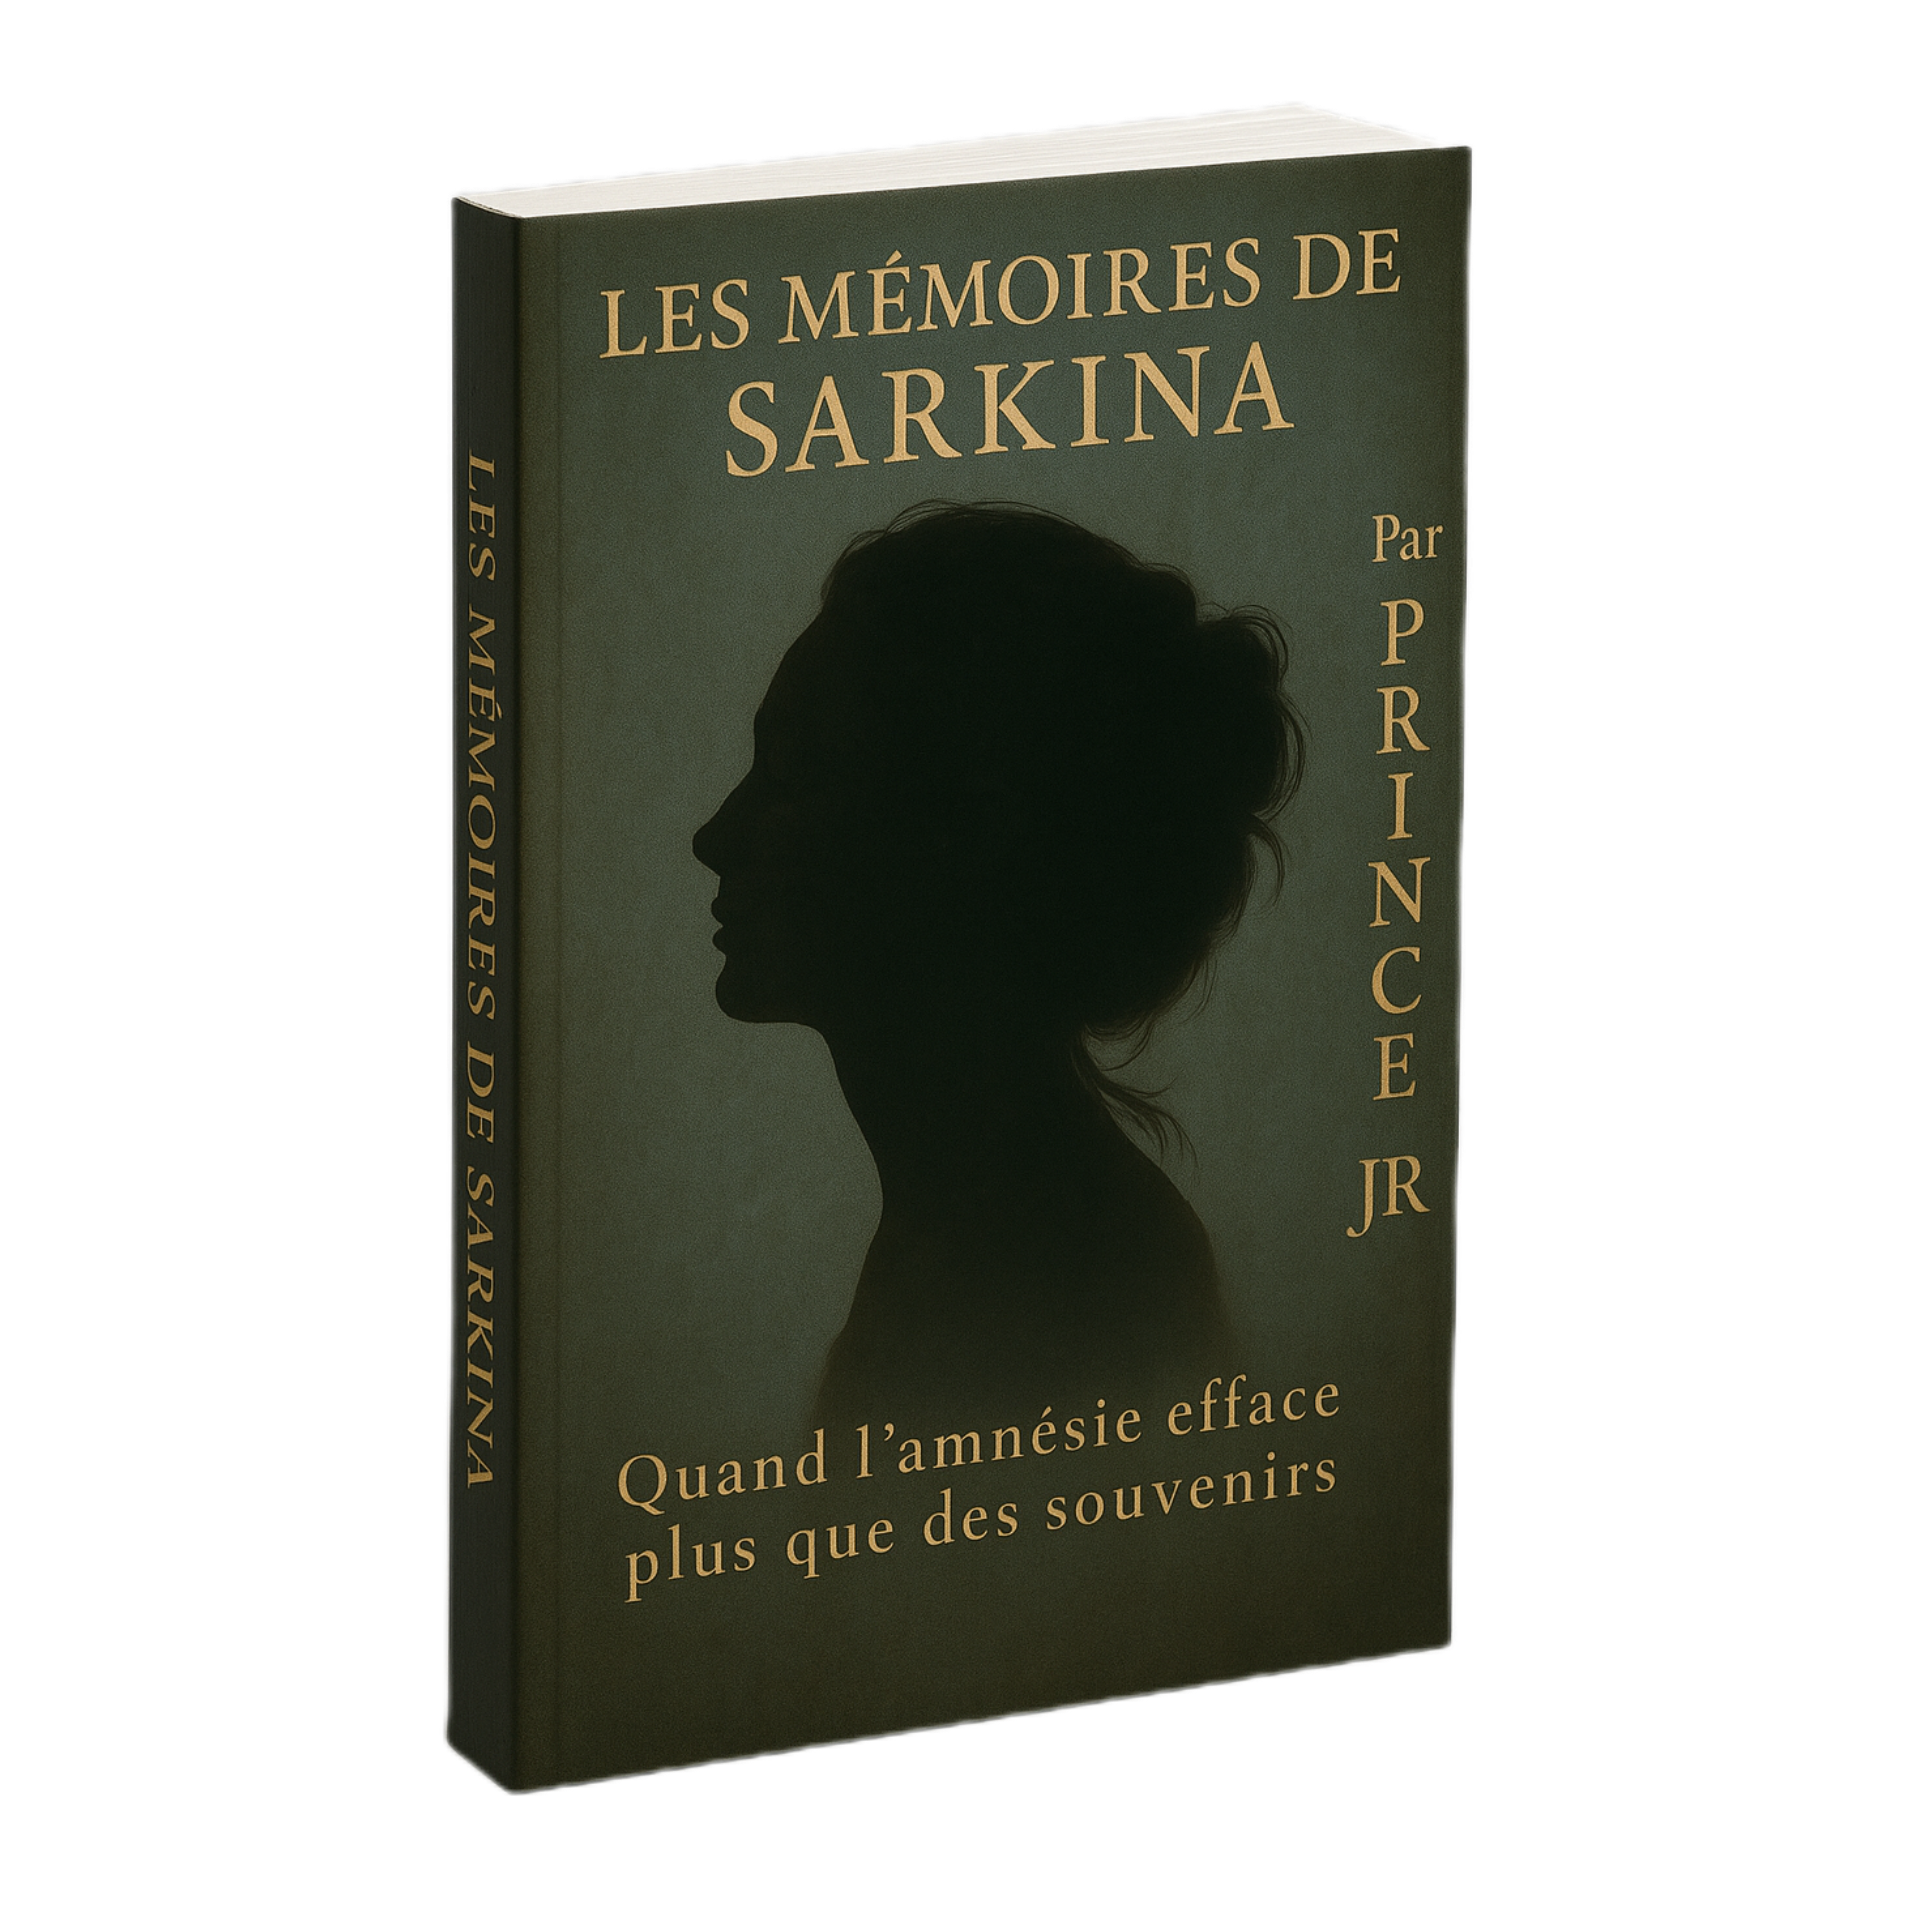 LES MÉMOIRES DE
SARKINA
Par
PRINCE
JR
Quand l’amnésie efface
plus que des souvenirs
LES MÉMOIRES DE SARKINA